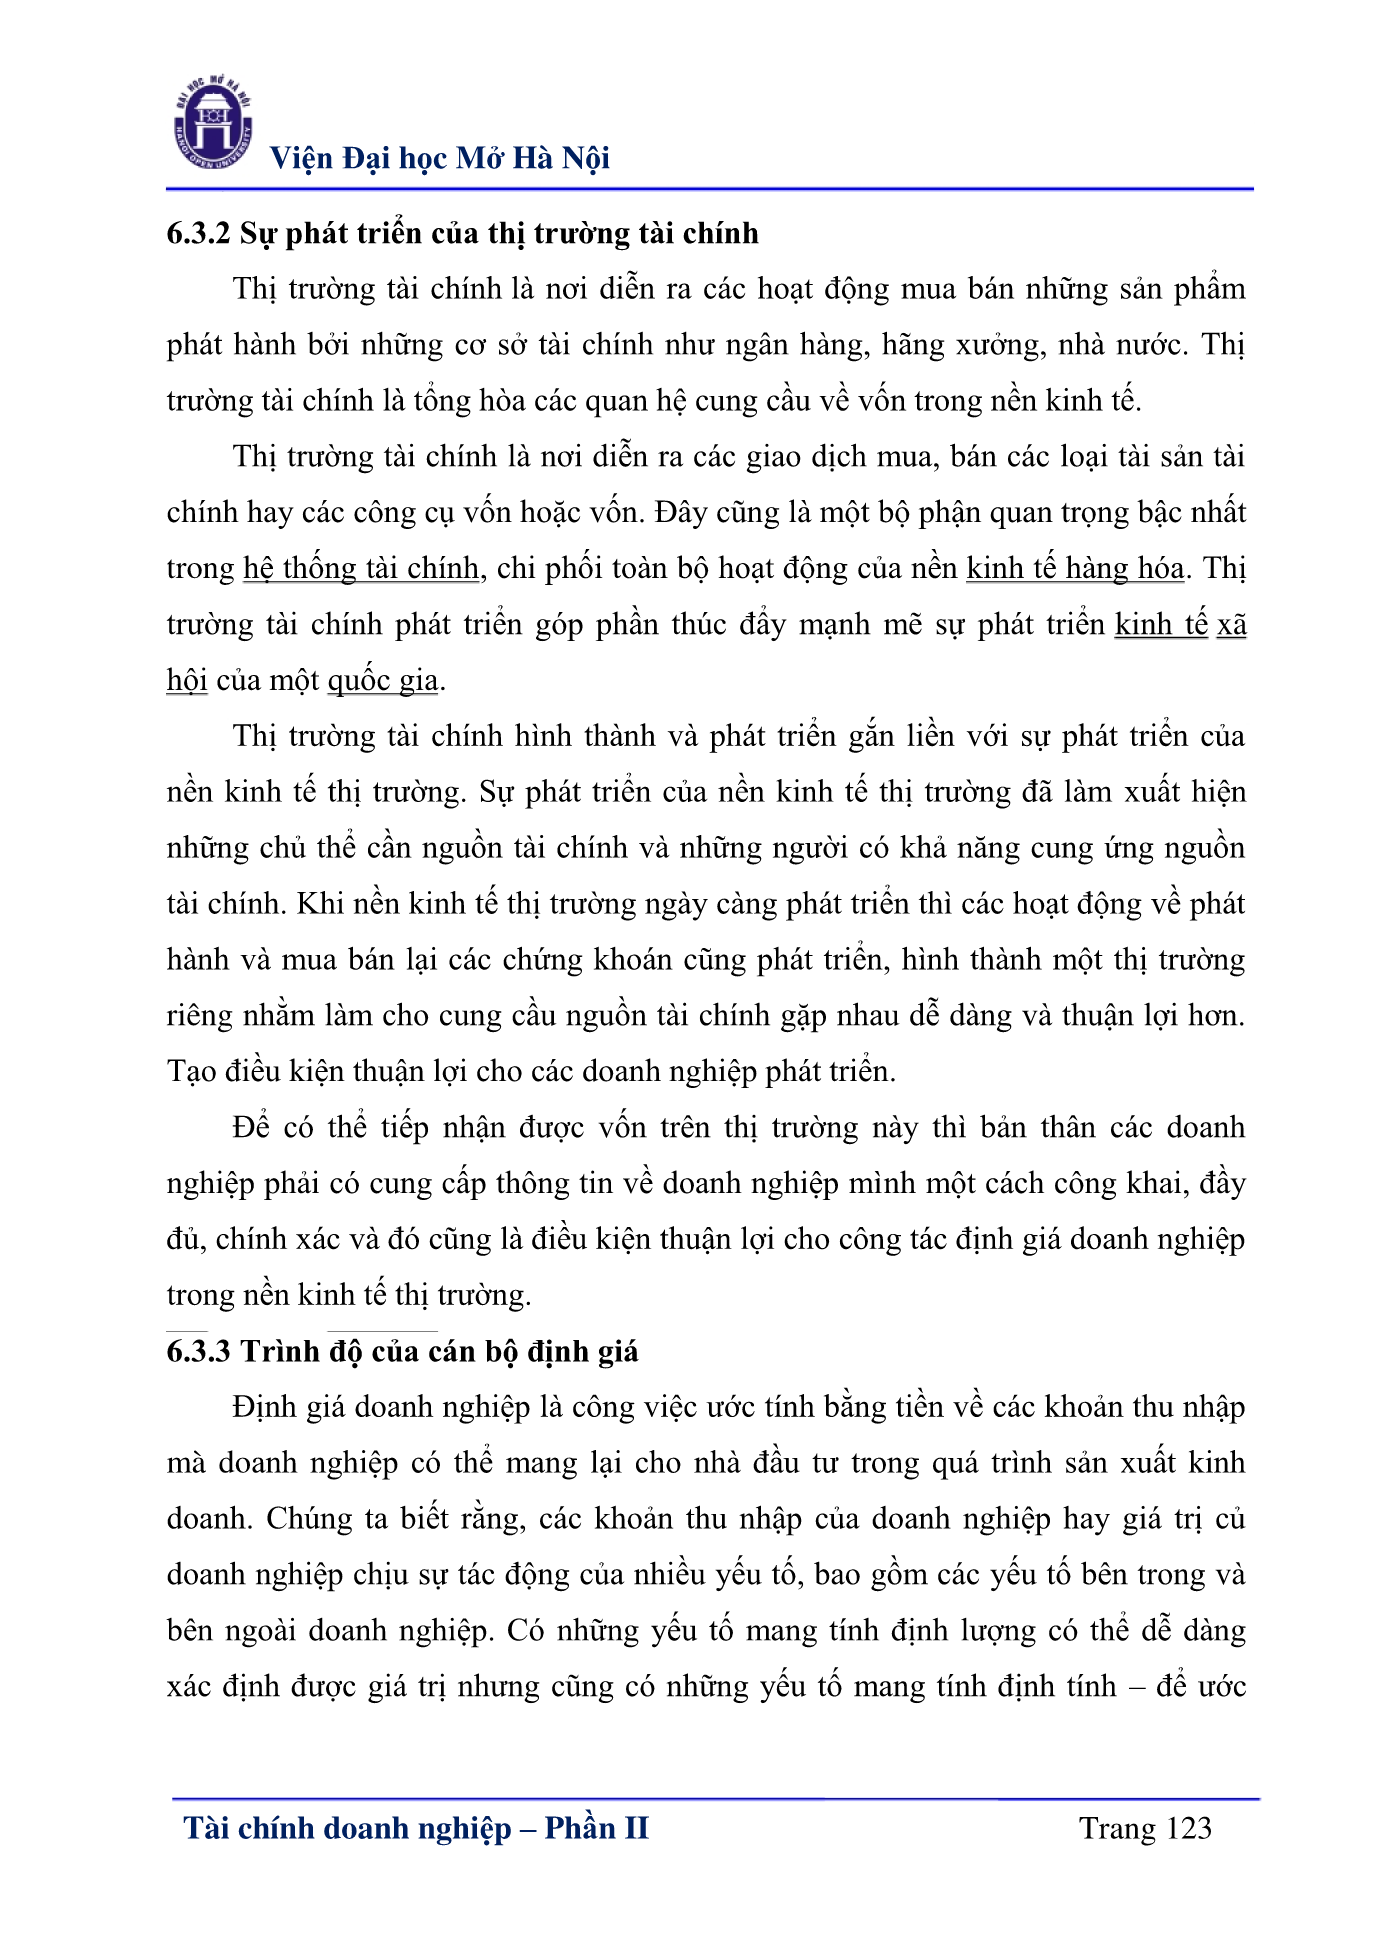 ĐẠI HỌC MỞ HÀ NỘI
HANOI OPEN UNIVERSITY
Viện Đại học Mở Hà Nội
6.3.2 Sự phát triển của thị trường tài chính
Thị trường tài chính là nơi diễn ra các hoạt động mua bán những sản phẩm
phát hành bởi những cơ sở tài chính như ngân hàng, hãng xưởng, nhà nước. Thị
trường tài chính là tổng hòa các quan hệ cung cầu về vốn trong nền kinh tế.
Thị trường tài chính là nơi diễn ra các giao dịch mua, bán các loại tài sản tài
chính hay các công cụ vốn hoặc vốn. Đây cũng là một bộ phận quan trọng bậc nhất
trong hệ thống tài chính, chi phối toàn bộ hoạt động của nền kinh tế hàng hóa. Thị
trường tài chính phát triển góp phần thúc đẩy mạnh mẽ sự phát triển kinh tế xã
hội của một quốc gia.
Thị trường tài chính hình thành và phát triển gắn liền với sự phát triển của
nền kinh tế thị trường. Sự phát triển của nền kinh tế thị trường đã làm xuất hiện
những chủ thể cần nguồn tài chính và những người có khả năng cung ứng nguồn
tài chính. Khi nền kinh tế thị trường ngày càng phát triển thì các hoạt động về phát
hành và mua bán lại các chứng khoán cũng phát triển, hình thành một thị trường
riêng nhằm làm cho cung cầu nguồn tài chính gặp nhau dễ dàng và thuận lợi hơn.
Tạo điều kiện thuận lợi cho các doanh nghiệp phát triển.
Để có thể tiếp nhận được vốn trên thị trường này thì bản thân các doanh
nghiệp phải có cung cấp thông tin về doanh nghiệp mình một cách công khai, đầy
đủ, chính xác và đó cũng là điều kiện thuận lợi cho công tác định giá doanh nghiệp
trong nền kinh tế thị trường.
6.3.3 Trình độ của cán bộ định giá
Định giá doanh nghiệp là công việc ước tính bằng tiền về các khoản thu nhập
mà doanh nghiệp có thể mang lại cho nhà đầu tư trong quá trình sản xuất kinh
doanh. Chúng ta biết rằng, các khoản thu nhập của doanh nghiệp hay giá trị củ
doanh nghiệp chịu sự tác động của nhiều yếu tố, bao gồm các yếu tố bên trong và
bên ngoài doanh nghiệp. Có những yếu tố mang tính định lượng có thể dễ dàng
xác định được giá trị nhưng cũng có những yếu tố mang tính định tính – để ước
Tài chính doanh nghiệp – Phần II
Trang 123